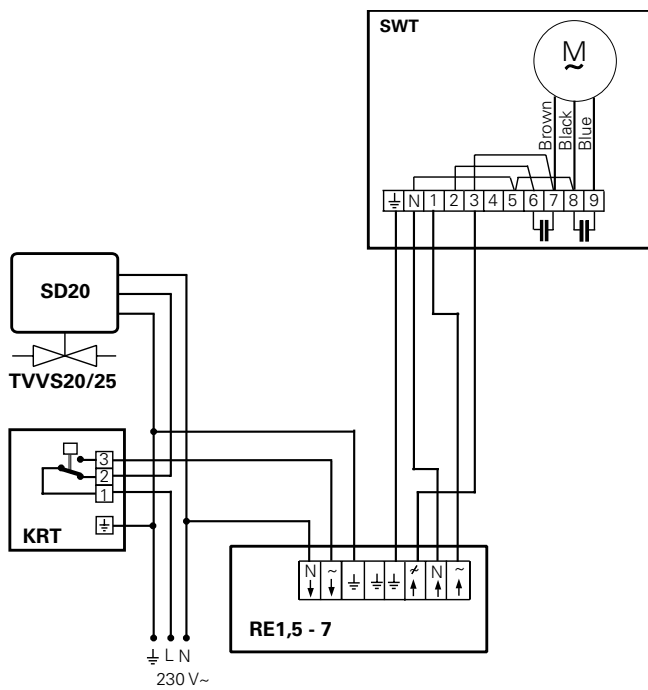 SWT
M
~
Brown
Black
Blue
N 1 2 3 4 5 6 7 8 9
SD20
TVVS20/25
3
2
1
KRT
N ~ ~ N ~
RE1,5 - 7
L N
230 V~